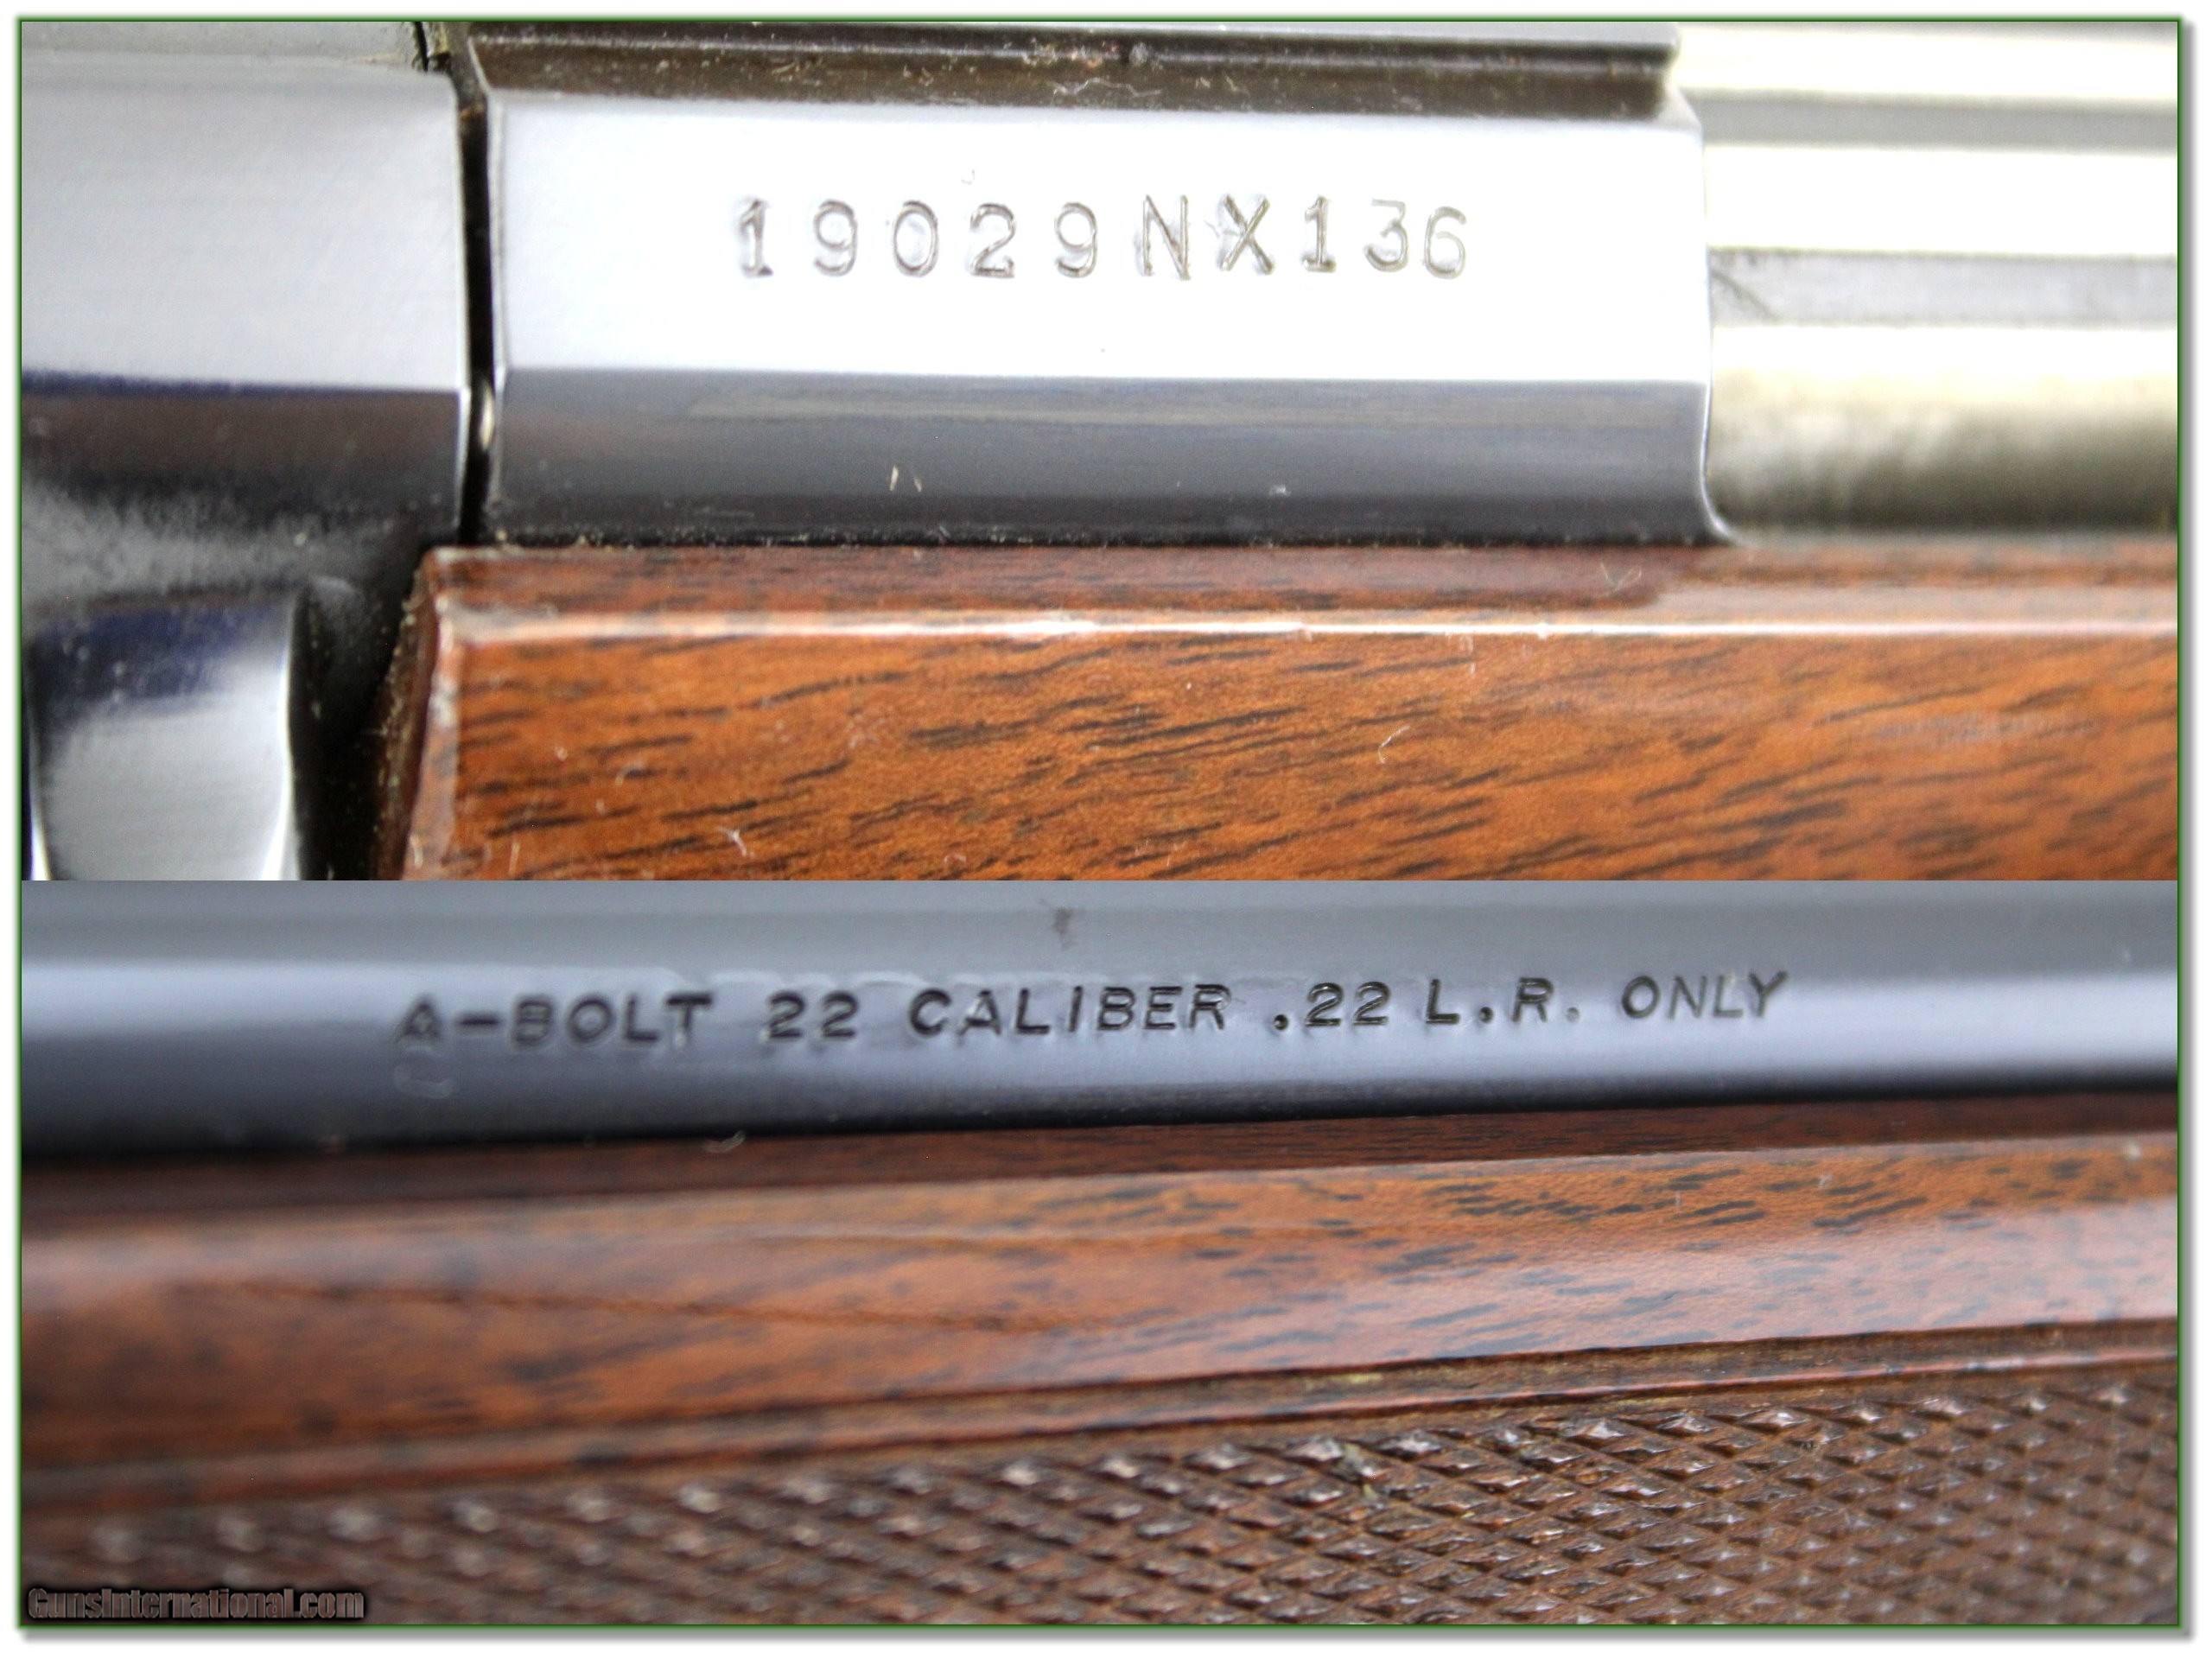 19029NX136
A-BOLT 22 CALIBER .22 L.R. ONLY
GunsInternational.com